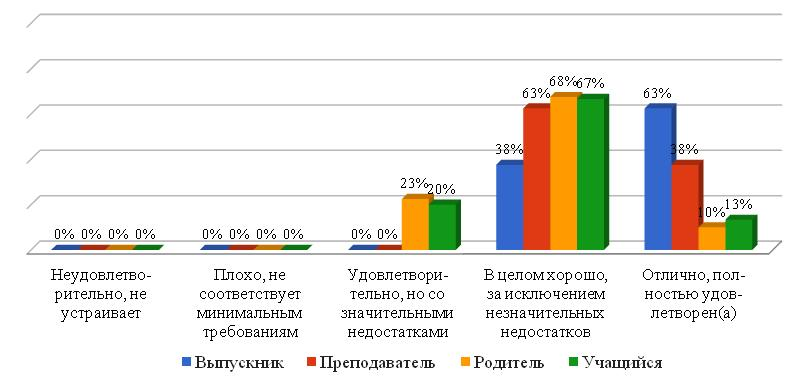 68%
63% 67% 63%
38% 38%
23% 20%
10% 13%
0% 0% 0% 0% 0% 0% 0% 0% 0% 0%
Неудовлетво-
рительно, не
устраивает
Плохо, не
соответствует
минимальным
требованиям
Удовлетвори-
тельно, но со
значительными
недостатками
В целом хорошо,
за исключением
незначительных
недостатков
Отлично, пол-
ностью удов-
летворен(а)
Выпускник Преподаватель Родитель Учащийся